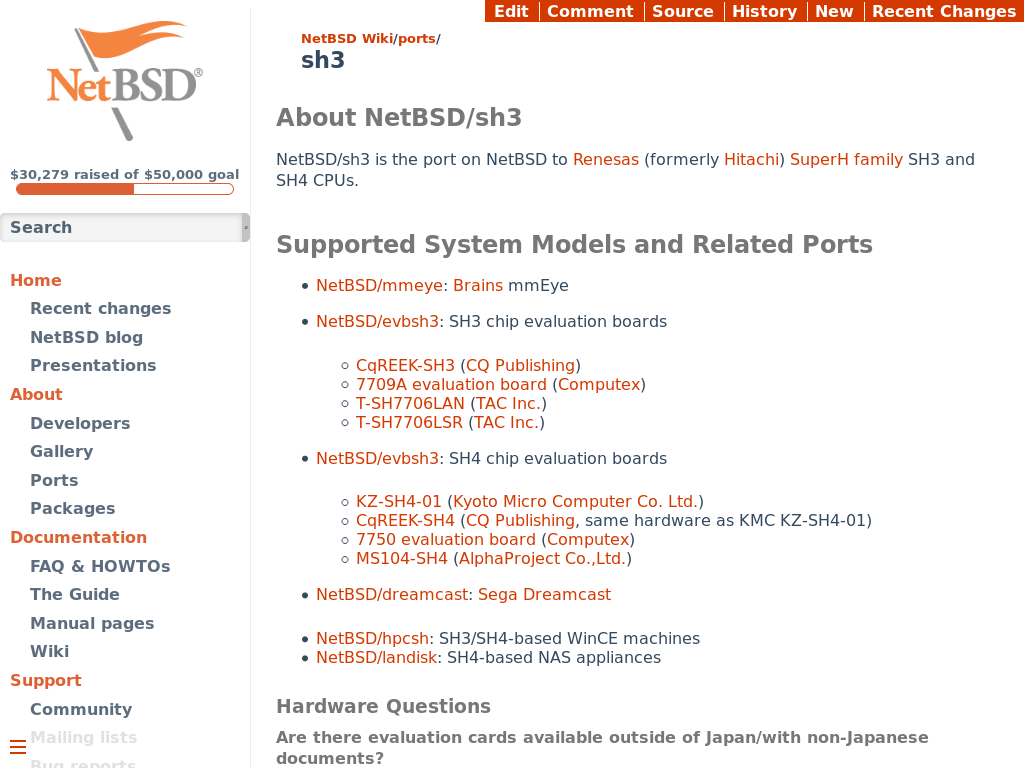 Edit Comment Source History New Recent Changes
NetBSD®
$30,279 raised of $50,000 goal
Search
Home
Recent changes
NetBSD blog
Presentations
About
Developers
Gallery
Ports
Packages
Documentation
FAQ & HOWTOs
The Guide
Manual pages
Wiki
Support
Community
Mailing lists
Bug reports
NetBSD Wiki/ports/
sh3
About NetBSD/sh3
NetBSD/sh3 is the port on NetBSD to Renesas (formerly Hitachi) SuperH family SH3 and
SH4 CPUs.
Supported System Models and Related Ports
• NetBSD/mmeye: Brains mmEye
• NetBSD/evbsh3: SH3 chip evaluation boards
◦ CqREEK-SH3 (CQ Publishing)
◦ 7709A evaluation board (Computex)
◦ T-SH7706LAN (TAC Inc.)
◦ T-SH7706LSR (TAC Inc.)
• NetBSD/evbsh3: SH4 chip evaluation boards
◦ KZ-SH4-01 (Kyoto Micro Computer Co. Ltd.)
◦ CqREEK-SH4 (CQ Publishing, same hardware as KMC KZ-SH4-01)
◦ 7750 evaluation board (Computex)
◦ MS104-SH4 (AlphaProject Co.,Ltd.)
• NetBSD/dreamcast: Sega Dreamcast
• NetBSD/hpcsh: SH3/SH4-based WinCE machines
• NetBSD/landisk: SH4-based NAS appliances
Hardware Questions
Are there evaluation cards available outside of Japan/with non-Japanese
documents?